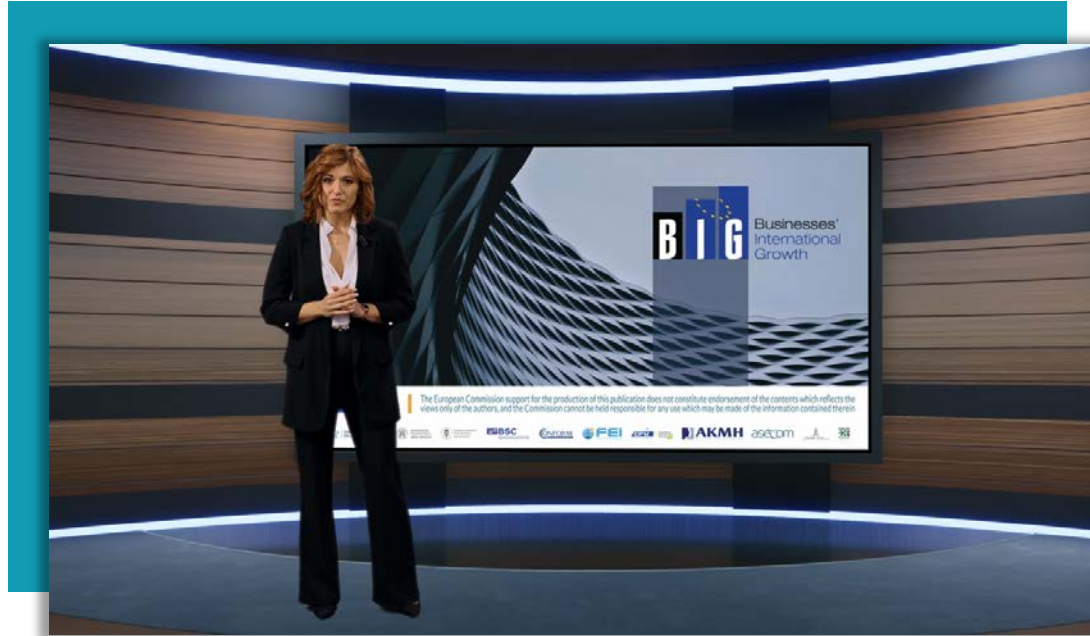 BIG
Businesses'
International
Growth
The European Commission support for the production of this publication does not constitute endorsement of the contents which reflects the
views only of the authors, and the Commission cannot be held responsible for any use which may be made of the information contained therein
BSC
CONFORM
FEI
AKMH
asecom